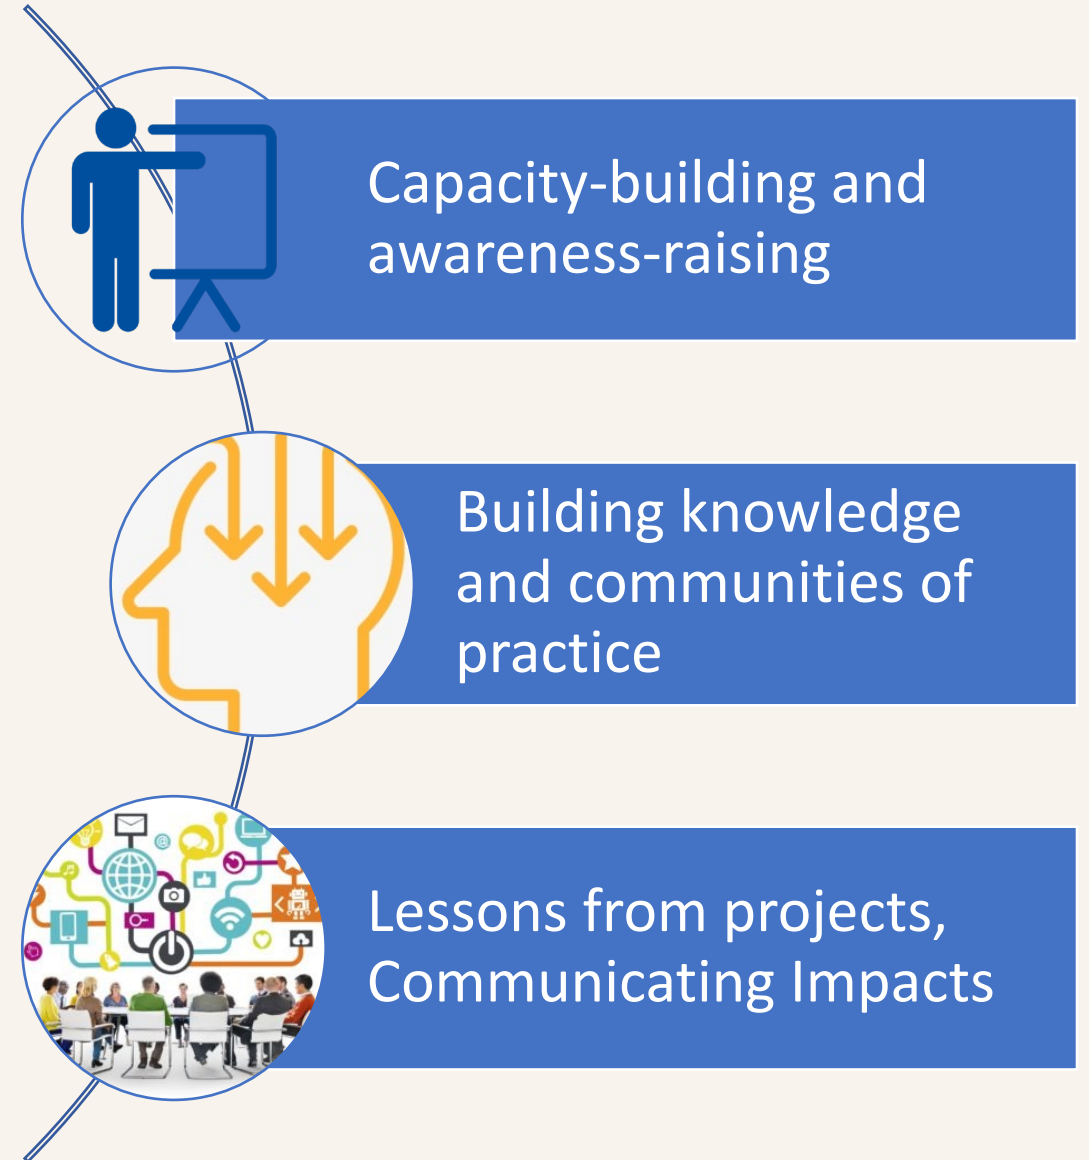 Capacity-building and
awareness-raising
Building knowledge
and communities of
practice
Lessons from projects,
Communicating Impacts